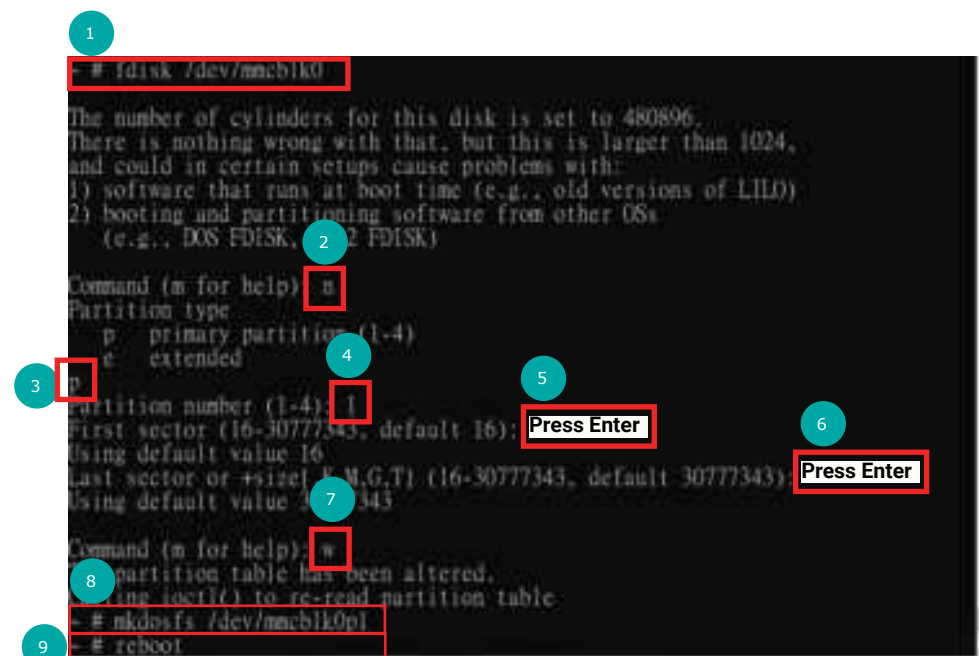 1
~ # fdisk /dev/mmcblk0
The number of cylinders for this disk is set to 480896.
There is nothing wrong with that, but this is larger than 1024,
and could in certain setups cause problems with:
1) software that runs at boot time (e.g., old versions of LILO)
2) booting and partitioning software from other OSs
(e.g., DOS FDISK, 2 FDISK)
2
Command (m for help): n
Partition type
p primary partition (1-4)
e extended
4
3
p
5
Partition number (1-4): 1
First sector (16-30777343, default 16): Press Enter
6
Using default value 16
Last sector or +size[,K,M,G,T] (16-30777343, default 30777343): Press Enter
7
Using default value 3 343
Command (m for help): w
partition table has been altered.
8
ioctl() to re-read partition table
~ # mkdosfs /dev/mmcblk0p1
9
~ # reboot